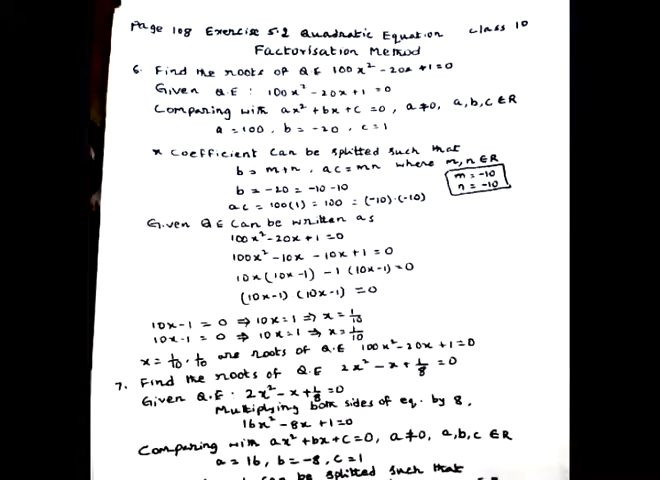 Page 108 Exercise 5.2 Quadratic Equation Class 10
Factorisation Method
6. Find the roots of Q.E 100x² - 20x + 1 = 0
Given Q.E : 100x² - 20x + 1 = 0
Comparing with ax² + bx + c = 0, a ≠ 0, a, b, c ∈ R
a = 100, b = -20, c = 1
x coefficient can be splitted such that
b = m + n, ac = mn where m, n ∈ R
b = -20 = -10 - 10
m = -10
n = -10
ac = 100(1) = 100 = (-10)·(-10)
Given QE can be written as
100x² - 20x + 1 = 0
100x² - 10x - 10x + 1 = 0
10x(10x-1) - 1(10x-1) = 0
(10x-1) (10x-1) = 0
10x-1 = 0 ⇒ 10x = 1 ⇒ x = 1/10
10x-1 = 0 ⇒ 10x = 1 ⇒ x = 1/10
x = 1/10, 1/10 are roots of Q.E 100x² - 20x + 1 = 0
7. Find the roots of Q.E 2x² - x + 1/8 = 0
Given Q.E : 2x² - x + 1/8 = 0
Multiplying both sides of eq. by 8,
16x² - 8x + 1 = 0
Comparing with ax² + bx + c = 0, a ≠ 0, a, b, c ∈ R
a = 16, b = -8, c = 1
can be splitted such that